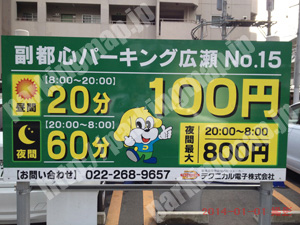 副都心パーキング広瀬 No.15
【8:00~20:00】
昼間 20分 100円
【20:00~8:00】
夜間 60分
夜間最大 20:00~8:00 800円
【お問い合わせ】 022-268-9657 テクニカル電子株式会社